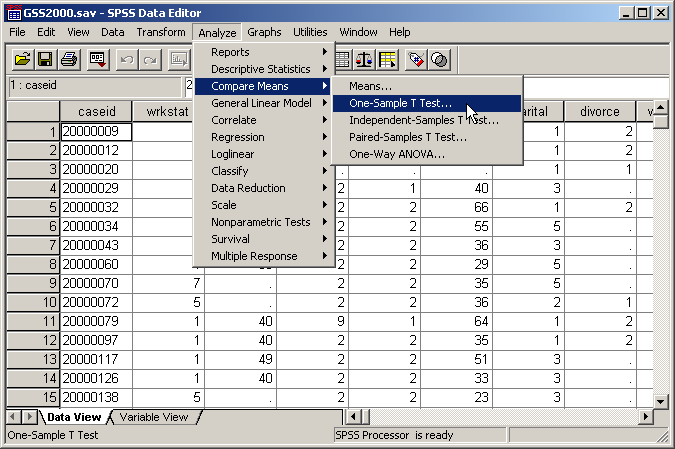 GSS2000.sav - SPSS Data Editor
File Edit View Data Transform Analyze Graphs Utilities Window Help
1 : caseid 2
Reports
Descriptive Statistics
Compare Means
General Linear Model
Correlate
Regression
Loglinear
Classify
Data Reduction
Scale
Nonparametric Tests
Survival
Multiple Response
Means...
One-Sample T Test...
Independent-Samples T Test...
Paired-Samples T Test...
One-Way ANOVA...
caseid wrkstat arital divorce
1 20000009 1 2
2 20000012 1 2
3 20000020 1 .
4 20000029 2 1 40 3 .
5 20000032 2 2 66 1 2
6 20000034 2 2 55 5 .
7 20000043 2 2 36 3 .
8 20000060 2 2 29 5 .
9 20000070 7 . 2 2 35 5 .
10 20000072 5 . 2 2 36 2 1
11 20000079 1 40 9 1 64 1 2
12 20000097 1 40 2 2 35 1 2
13 20000117 1 49 2 2 51 3 .
14 20000126 1 40 2 2 33 3 .
15 20000138 5 . 2 2 23 3 .
Data View Variable View
One-Sample T Test SPSS Processor is ready